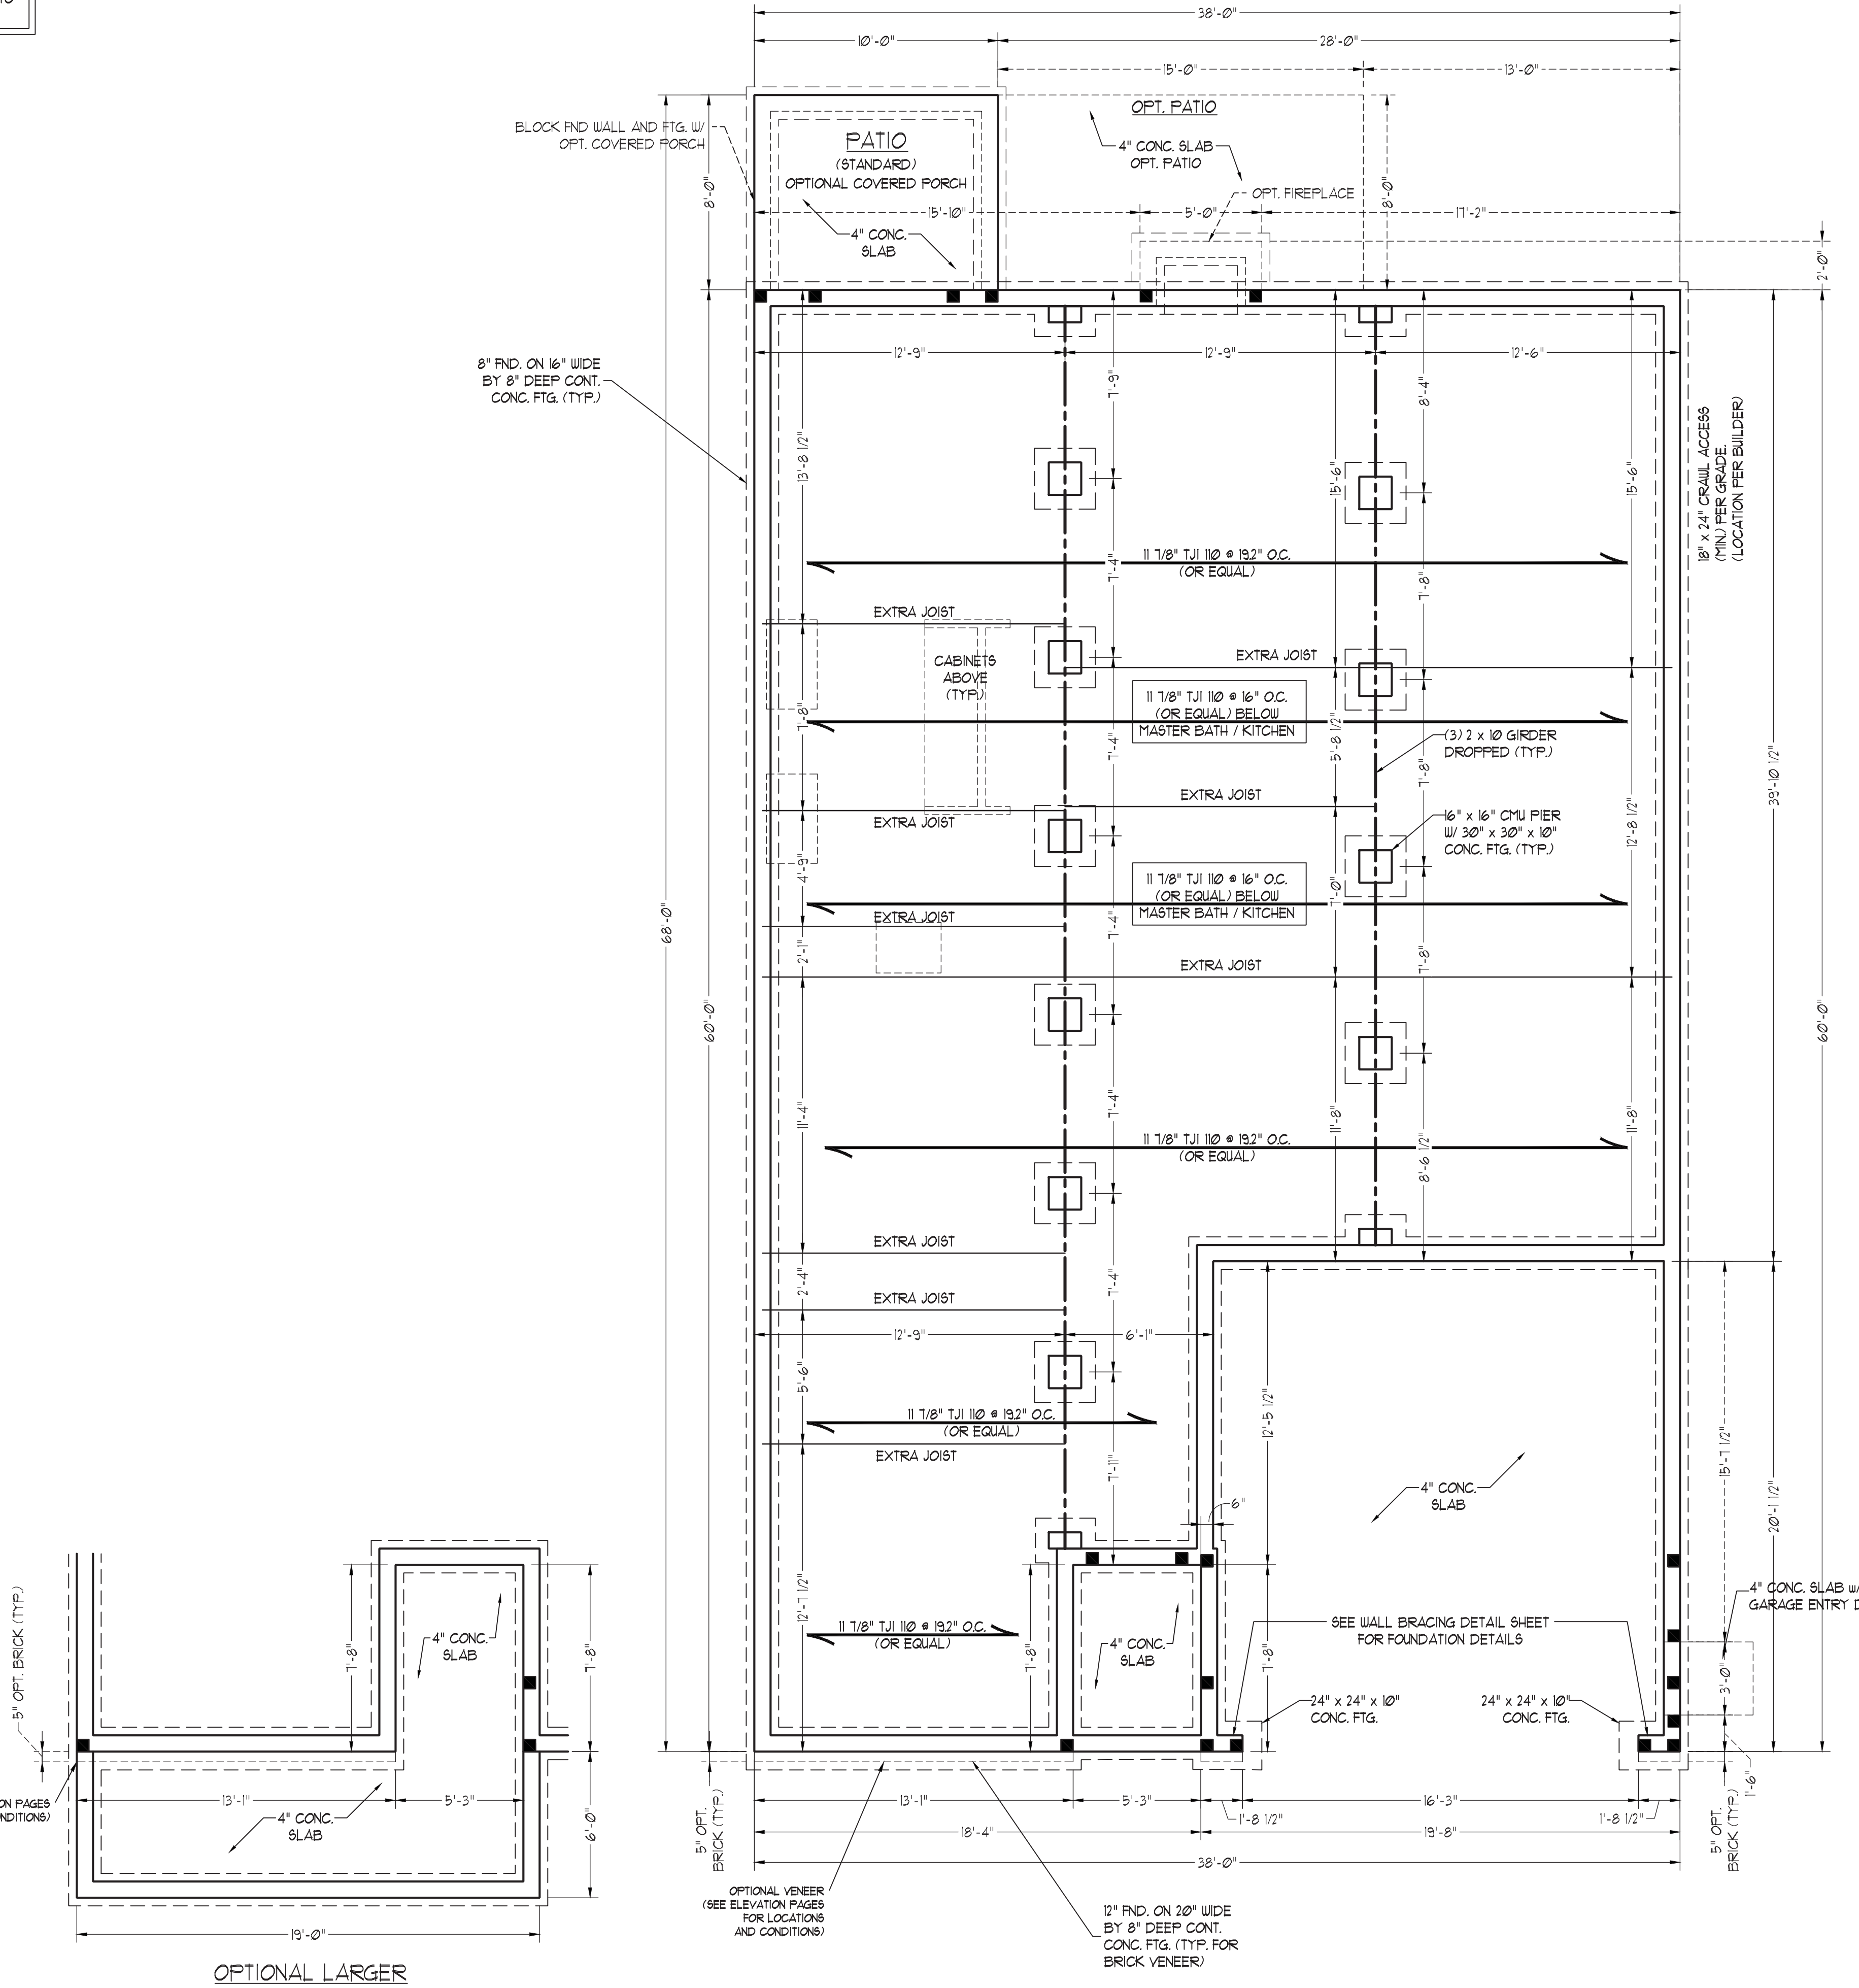 38'-0"
10'-0"
28'-0"
15'-0"
13'-0"
OPT. PATIO
BLOCK FND WALL AND FTG. W/
OPT. COVERED PORCH
PATIO
(STANDARD)
OPTIONAL COVERED PORCH
4" CONC. SLAB
OPT. PATIO
8'-0"
8'-0"
OPT. FIREPLACE
15'-10"
5'-0"
17'-2"
4" CONC.
SLAB
2'-0"
8" FND. ON 16" WIDE
BY 8" DEEP CONT.
CONC. FTG. (TYP.)
12'-9"
12'-9"
12'-6"
7'-9"
8'-4"
18" x 24" CRAWL ACCESS
(MIN.) PER GRADE.
(LOCATION PER BUILDER)
13'-8 1/2"
15'-6"
15'-6"
7'-4"
7'-8"
11 7/8" TJI 110 @ 19.2" O.C.
(OR EQUAL)
EXTRA JOIST
CABINETS
ABOVE
(TYP.)
EXTRA JOIST
11 7/8" TJI 110 @ 16" O.C.
(OR EQUAL) BELOW
MASTER BATH / KITCHEN
7'-8"
7'-4"
5'-8 1/2"
(3) 2 x 10 GIRDER
DROPPED (TYP.)
7'-8"
39'-10 1/2"
EXTRA JOIST
EXTRA JOIST
16" x 16" CMU PIER
W/ 30" x 30" x 10"
CONC. FTG. (TYP.)
12'-8 1/2"
4'-9"
11 7/8" TJI 110 @ 16" O.C.
(OR EQUAL) BELOW
MASTER BATH / KITCHEN
7'-0"
7'-4"
68'-0"
EXTRA JOIST
2'-1"
7'-8"
EXTRA JOIST
60'-0"
60'-0"
11'-4"
7'-4"
11'-8"
11'-8"
11 7/8" TJI 110 @ 19.2" O.C.
(OR EQUAL)
8'-6 1/2"
EXTRA JOIST
2'-4"
7'-4"
EXTRA JOIST
12'-9"
6'-1"
5'-6"
11 7/8" TJI 110 @ 19.2" O.C.
(OR EQUAL)
12'-5 1/2"
EXTRA JOIST
7'-11"
15'-7 1/2"
4" CONC.
SLAB
6"
20'-1 1/2"
12'-7 1/2"
11 7/8" TJI 110 @ 19.2" O.C.
(OR EQUAL)
7'-8"
4" CONC.
SLAB
7'-8"
SEE WALL BRACING DETAIL SHEET
FOR FOUNDATION DETAILS
4" CONC. SLAB W/
GARAGE ENTRY D
3'-0"
24" x 24" x 10"
CONC. FTG.
24" x 24" x 10"
CONC. FTG.
1'-6"
5" OPT.
BRICK (TYP.)
13'-1"
5'-3"
1'-8 1/2"
16'-3"
1'-8 1/2"
5" OPT.
BRICK (TYP.)
18'-4"
19'-8"
38'-0"
OPTIONAL VENEER
(SEE ELEVATION PAGES
FOR LOCATIONS
AND CONDITIONS)
12" FND. ON 20" WIDE
BY 8" DEEP CONT.
CONC. FTG. (TYP. FOR
BRICK VENEER)
5" OPT. BRICK (TYP.)
7'-8"
4" CONC.
SLAB
7'-8"
ON PAGES
NDITIONS)
13'-1"
5'-3"
4" CONC.
SLAB
6'-0"
19'-0"
OPTIONAL LARGER